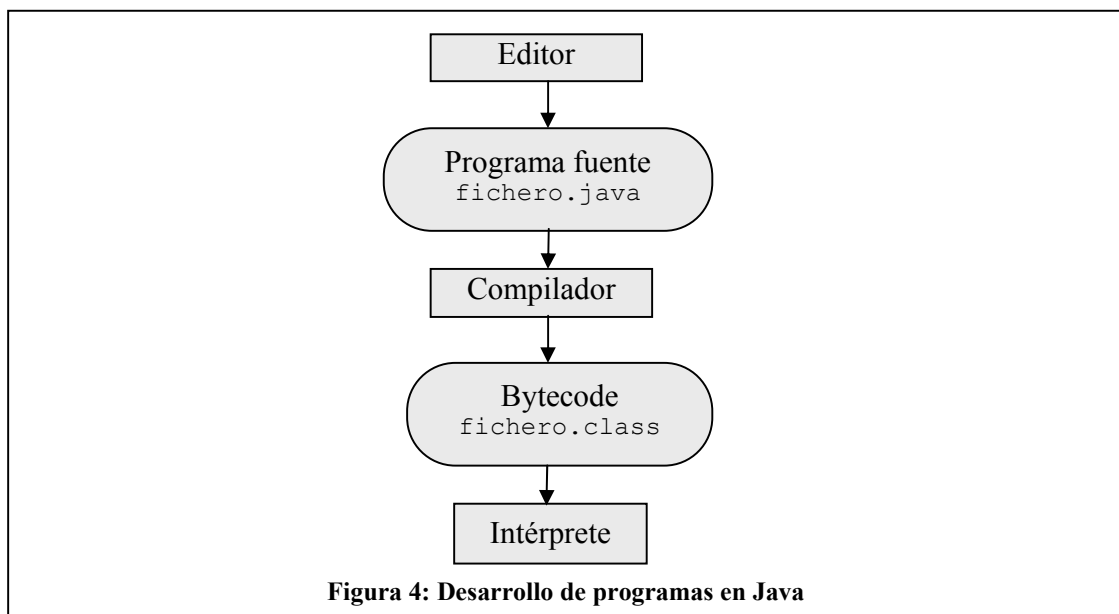 Editor
Programa fuente
fichero.java
Compilador
Bytecode
fichero.class
Intérprete
Figura 4: Desarrollo de programas en Java